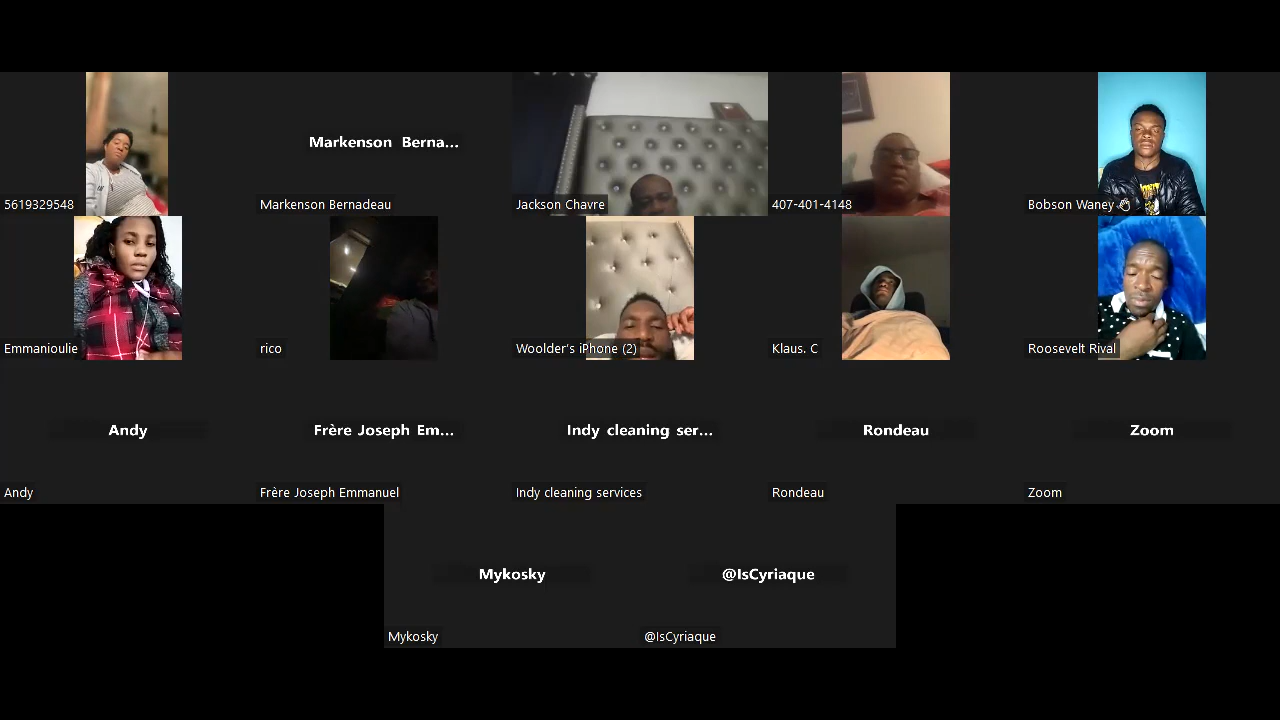 Markenson Berna...
5619329548
Markenson Bernadeau
Jackson Chavre
407-401-4148
Bobson Waney
Emmanioulie
rico
Woolder's iPhone (2)
Klaus. C
Roosevelt Rival
Andy
Frère Joseph Em...
Indy cleaning ser...
Rondeau
Zoom
Andy
Frère Joseph Emmanuel
Indy cleaning services
Rondeau
Zoom
Mykosky
@IsCyriaque
Mykosky
@IsCyriaque